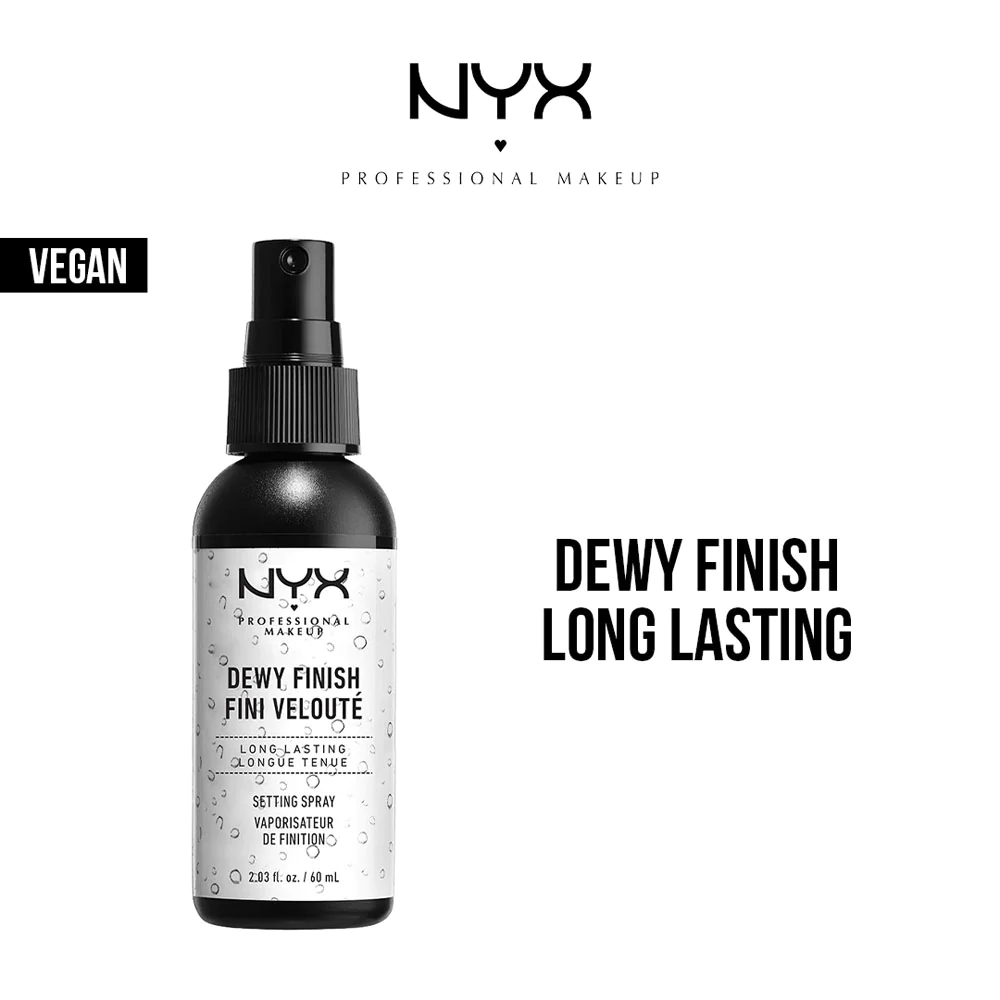 NYX
PROFESSIONAL MAKEUP
VEGAN
NYX
PROFESSIONAL
MAKEUP
DEWY FINISH
FINI VELOUTÉ
LONG LASTING
LONGUE TENUE
SETTING SPRAY
VAPORISATEUR
DE FINITION
2.03 fl. oz. / 60 mL
DEWY FINISH
LONG LASTING